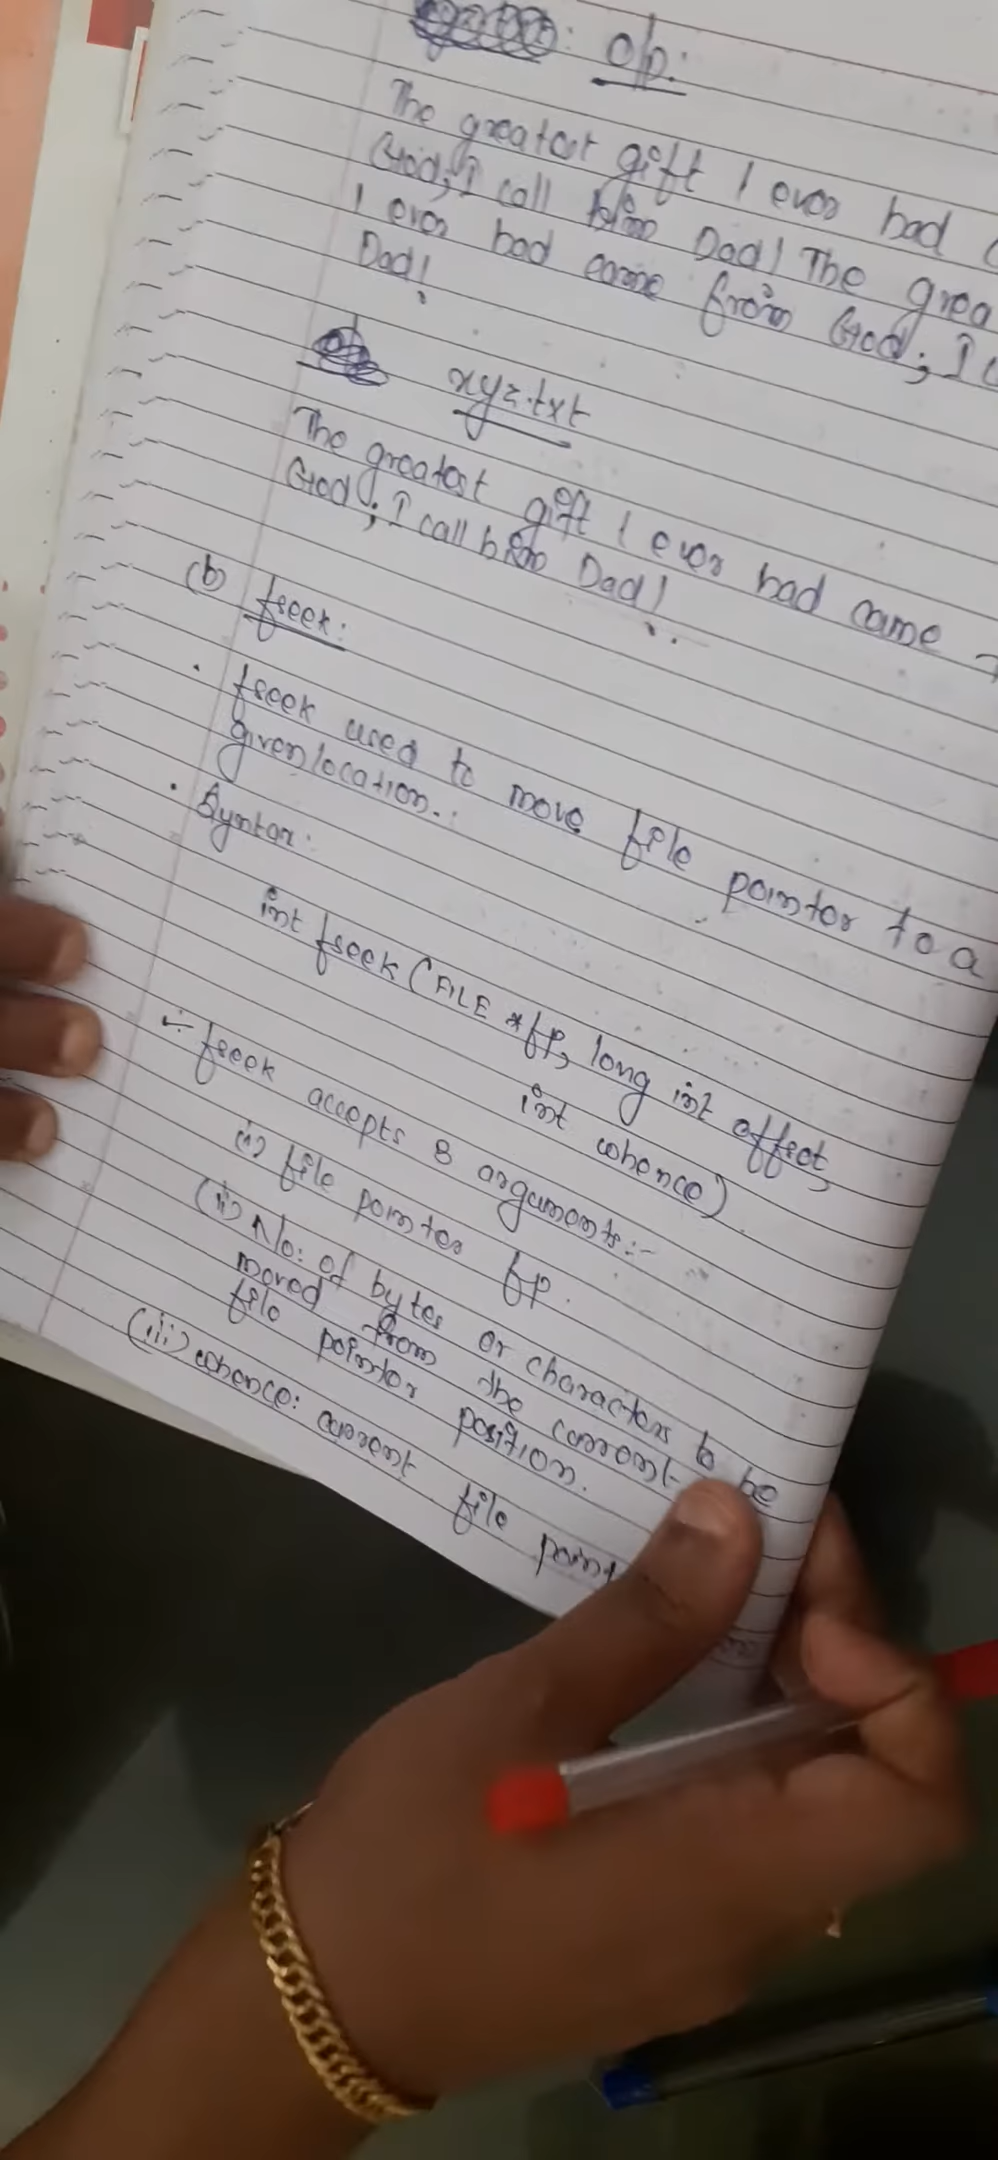 : o/p:
The greatest gift I ever had
God; I call him Dad! The grea
I ever had came from God; I
Dad!
xyz.txt
The greatest gift I ever had came
God; I call him Dad!
(b) fseek:
. fseek used to move file pointer to a
given location.
. Syntax:
int fseek (FILE *fp, long int offect,
int whence)
fseek accepts 3 arguments:-
(i) file pointer fp.
(ii) No: of bytes or characters to be
moved from the current
file pointer position.
(iii) whence: current file point